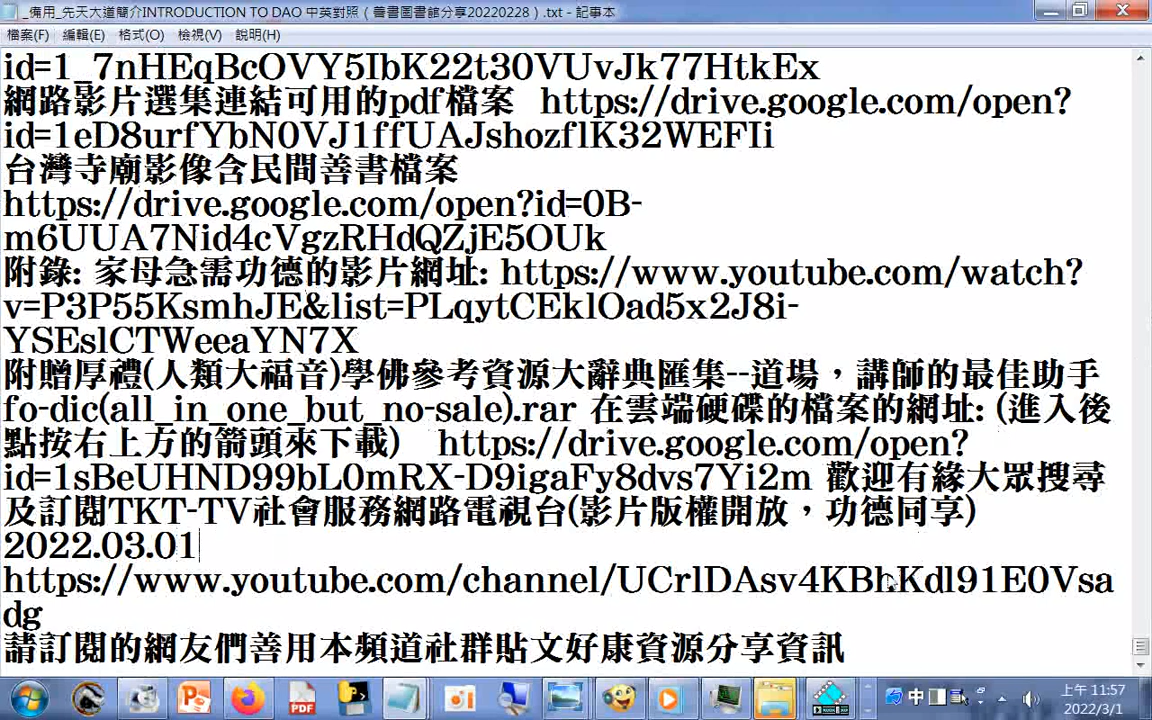 _備用_先天大道簡介INTRODUCTION TO DAO 中英對照（善書圖書館分享20220228）.txt - 記事本
檔案(F) 編輯(E) 格式(O) 檢視(V) 說明(H)
id=1_7nHEqBcOVY5IbK22t30VUvJk77HtkEx
網路影片選集連結可用的pdf檔案 https://drive.google.com/open?
id=1eD8urfYbN0VJ1ffUAJshozflK32WEFIi
台灣寺廟影像含民間善書檔案
https://drive.google.com/open?id=0B-
m6UUA7Nid4cVgzRHdQZjE5OUk
附錄: 家母急需功德的影片網址: https://www.youtube.com/watch?
v=P3P55KsmhJE&list=PLqytCEklOad5x2J8i-
YSEslCTWeeaYN7X
附贈厚禮(人類大福音)學佛參考資源大辭典匯集--道場，講師的最佳助手
fo-dic(all_in_one_but_no-sale).rar 在雲端硬碟的檔案的網址: (進入後
點按右上方的箭頭來下載) https://drive.google.com/open?
id=1sBeUHND99bL0mRX-D9igaFy8dvs7Yi2m 歡迎有緣大眾搜尋
及訂閱TKT-TV社會服務網路電視台(影片版權開放，功德同享)
2022.03.01
https://www.youtube.com/channel/UCrlDAsv4KBhKdl91E0Vsa
dg
請訂閱的網友們善用本頻道社群貼文好康資源分享資訊
PDF
中
上午 11:57
2022/3/1